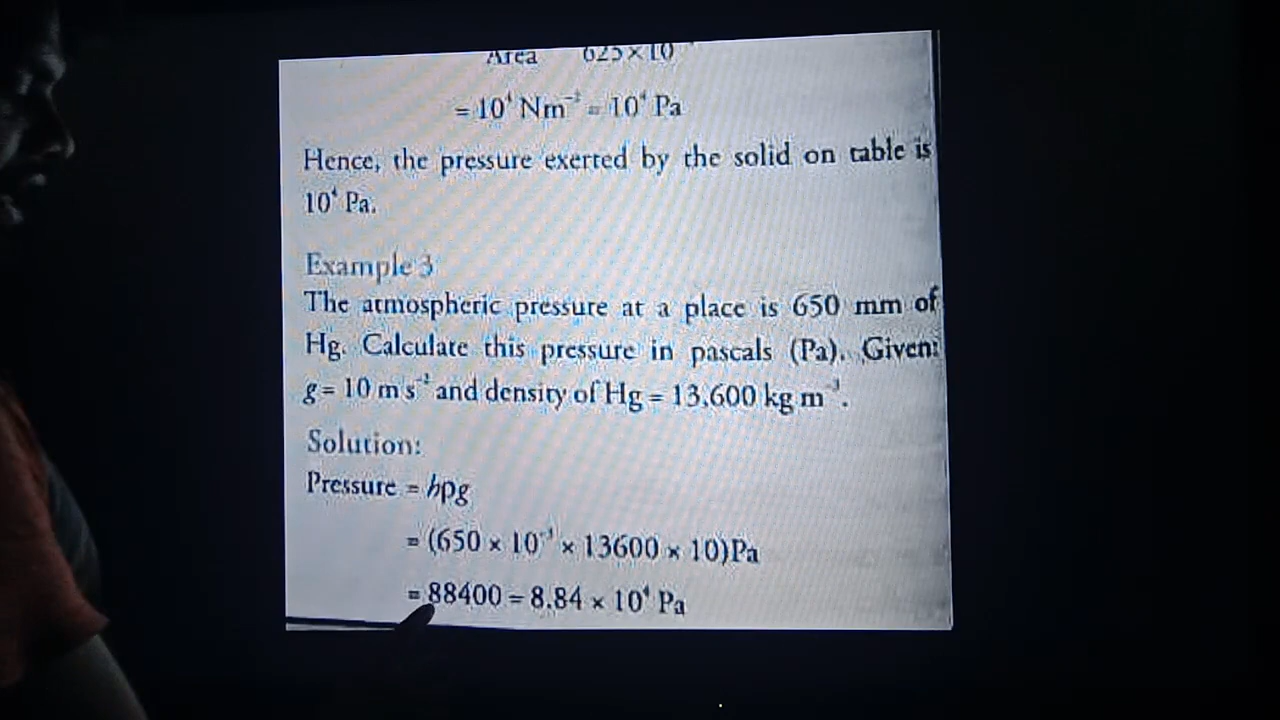 Area 625×10
= 10⁴ Nm⁻² = 10⁴ Pa
Hence, the pressure exerted by the solid on table is
10⁴ Pa.
Example 3
The atmospheric pressure at a place is 650 mm of
Hg. Calculate this pressure in pascals (Pa). Given:
g = 10 m s⁻² and density of Hg = 13,600 kg m⁻³.
Solution:
Pressure = hρg
= (650 × 10⁻³ × 13600 × 10)Pa
= 88400 = 8.84 × 10⁴ Pa